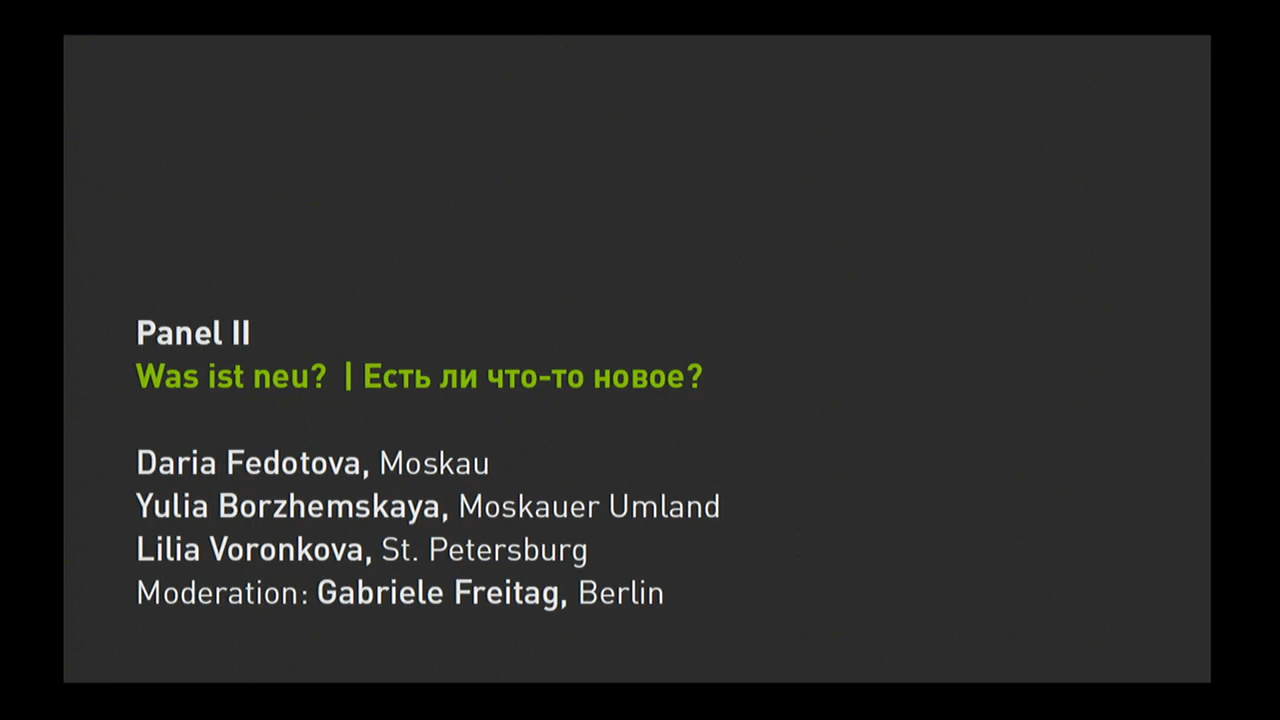 Panel II
Was ist neu? | Есть ли что-то новое?
Daria Fedotova, Moskau
Yulia Borzhemskaya, Moskauer Umland
Lilia Voronkova, St. Petersburg
Moderation: Gabriele Freitag, Berlin